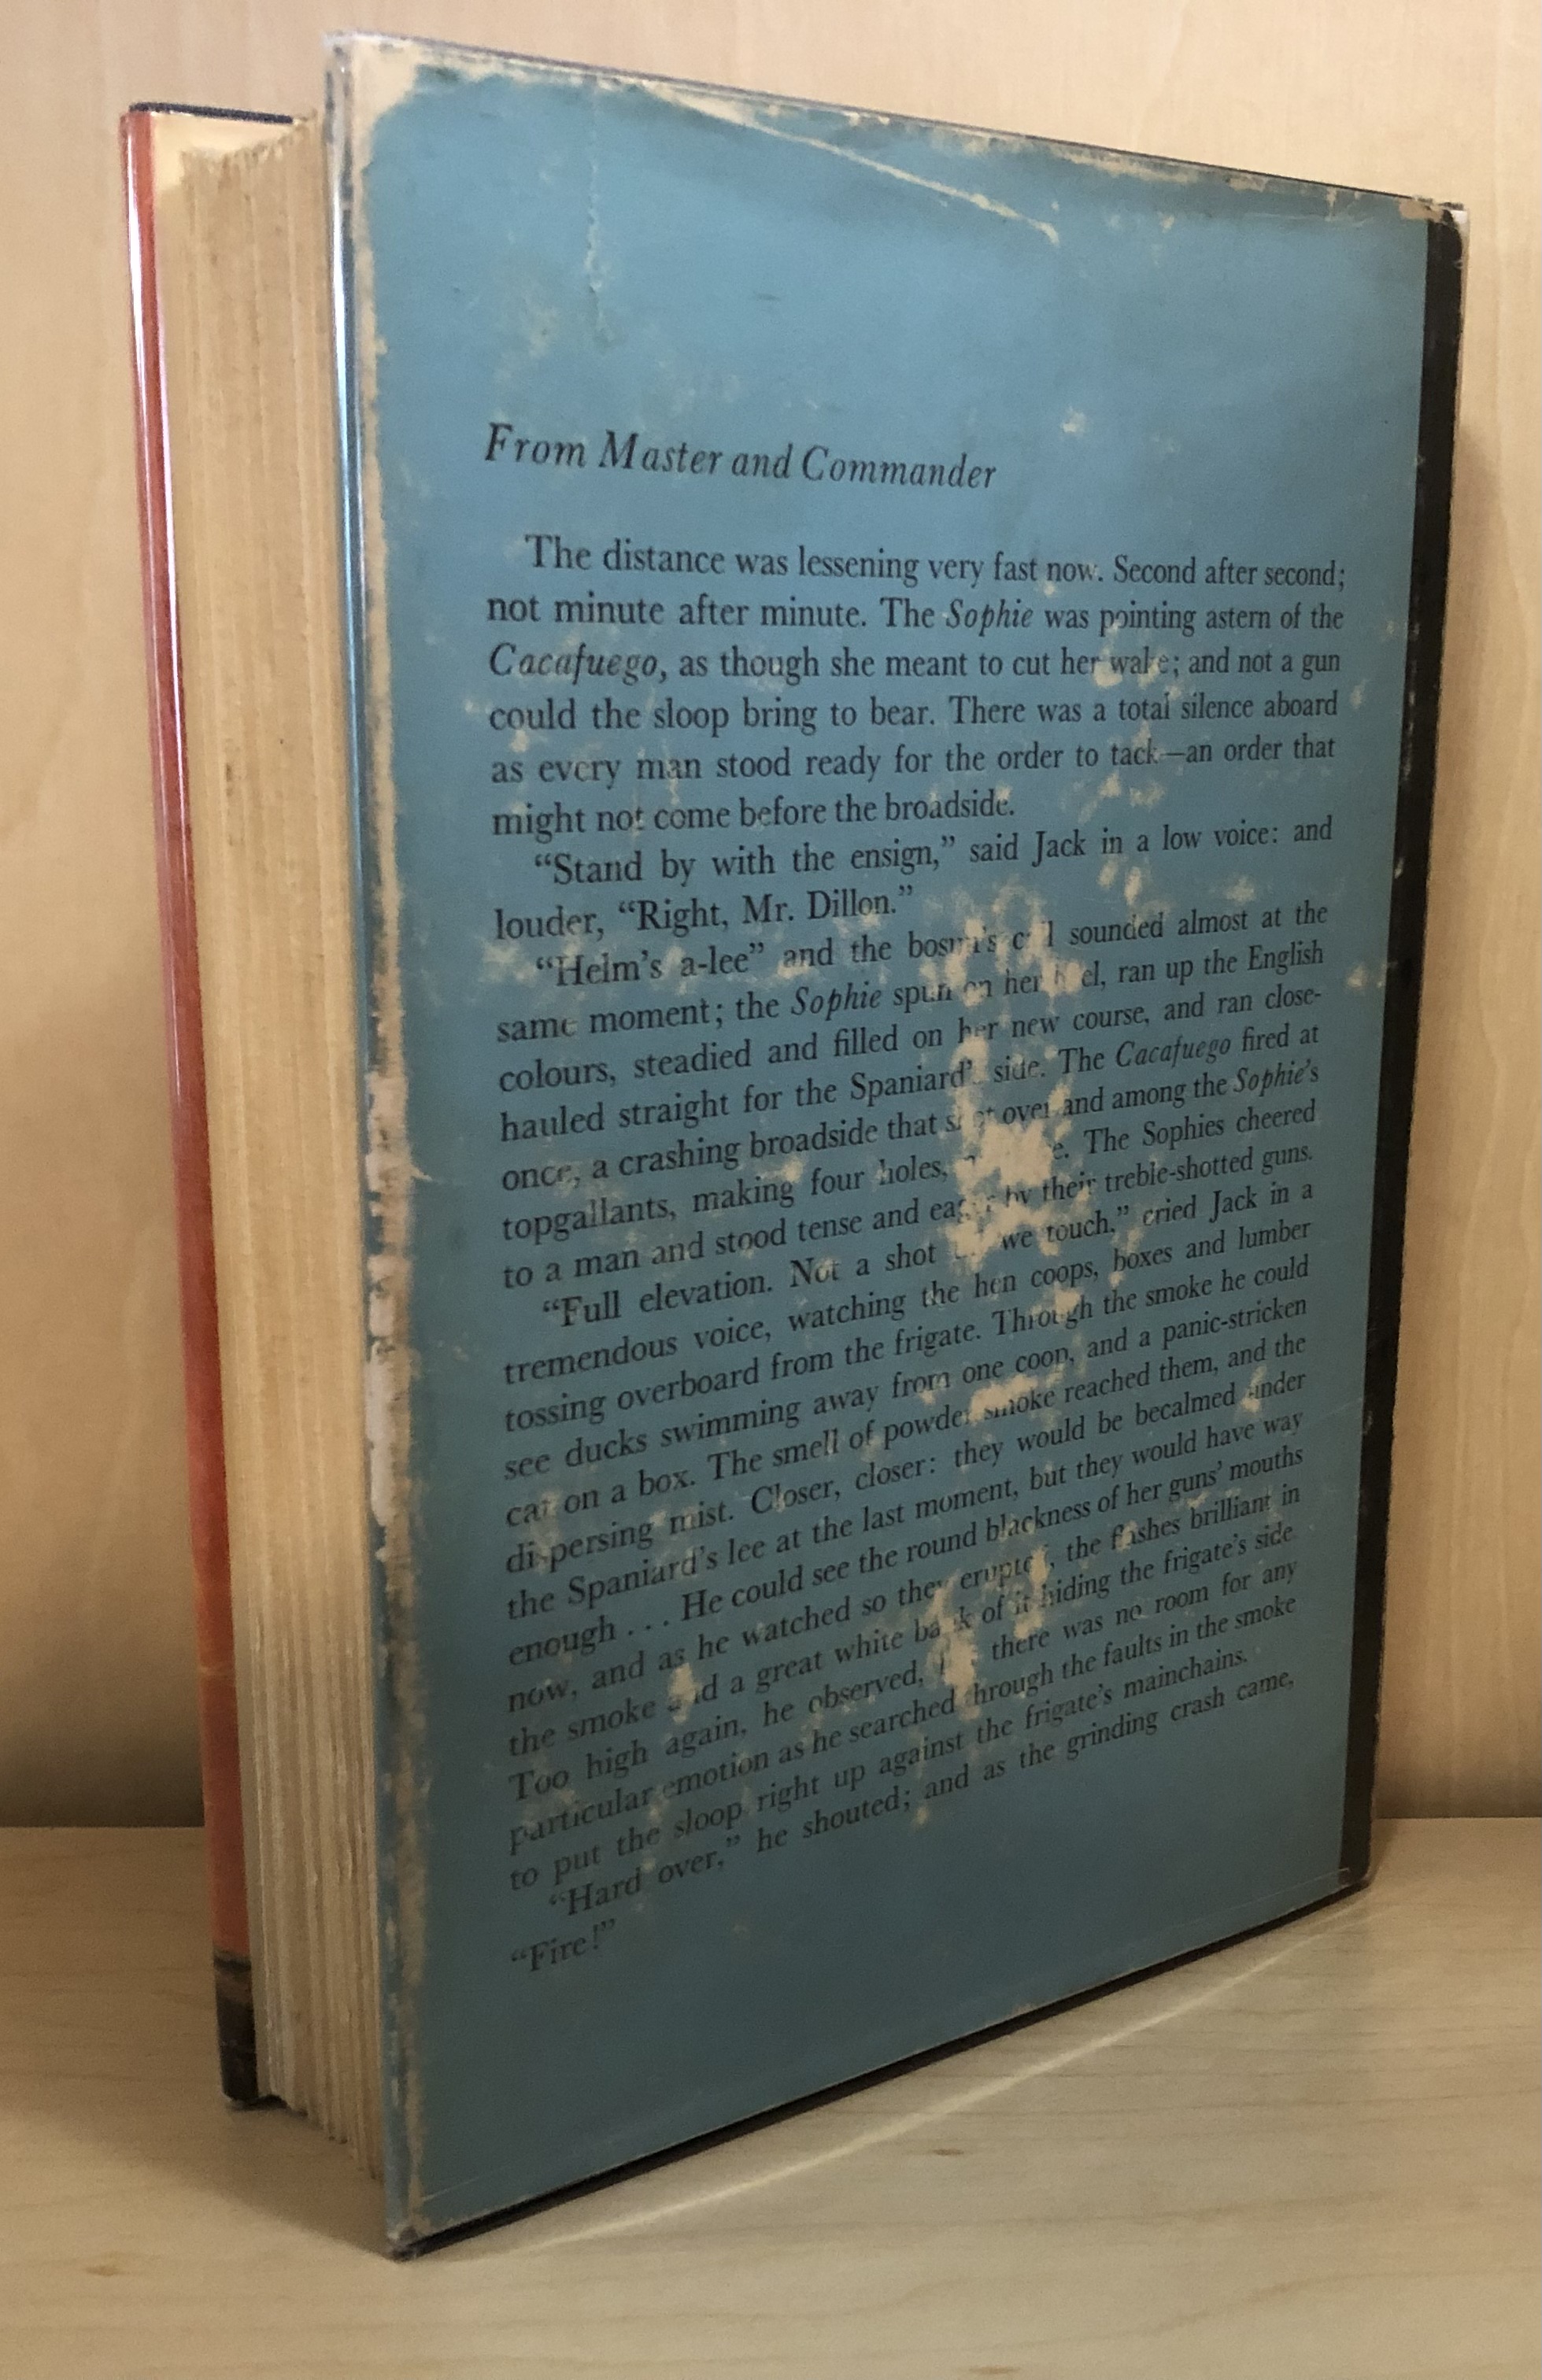 From Master and Commander
The distance was lessening very fast now. Second after second;
not minute after minute. The Sophie was pointing astern of the
Cacafuego, as though she meant to cut her wake; and not a gun
could the sloop bring to bear. There was a total silence aboard
as every man stood ready for the order to tack—an order that
might not come before the broadside.
“Stand by with the ensign,” said Jack in a low voice: and
louder, “Right, Mr. Dillon.”
“Helm’s a-lee” and the bosun’s call sounded almost at the
same moment; the Sophie spun on her heel, ran up the English
colours, steadied and filled on her new course, and ran close-
hauled straight for the Spaniard’s side. The Cacafuego fired at
once, a crashing broadside that shot over and among the Sophie’s
topgallants, making four holes, The Sophies cheered
to a man and stood tense and eager by their treble-shotted guns.
“Full elevation. Not a shot we touch,” cried Jack in a
tremendous voice, watching the hen coops, boxes and lumber
tossing overboard from the frigate. Through the smoke he could
see ducks swimming away from one coop, and a panic-stricken
cat on a box. The smell of powder smoke reached them, and the
dispersing mist. Closer, closer: they would be becalmed under
the Spaniard’s lee at the last moment, but they would have way
enough . . . He could see the round blackness of her guns’ mouths
now, and as he watched so they erupted, the flashes brilliant in
the smoke and a great white bank of it hiding the frigate’s side
Too high again, he observed, there was no room for any
particular emotion as he searched through the faults in the smoke
to put the sloop right up against the frigate’s mainchains.
“Hard over,” he shouted; and as the grinding crash came,
“Fire!”